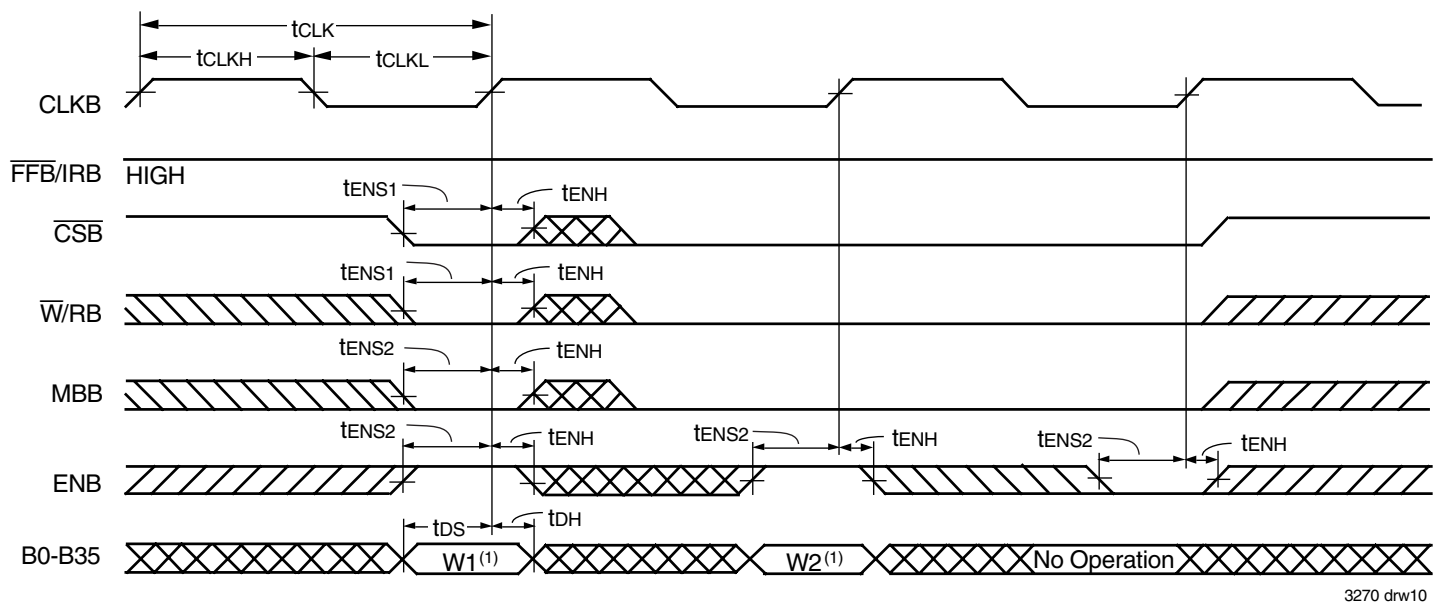 tCLK
tCLKH
tCLKL
CLKB
FFB/IRB HIGH
tENS1 tENH
CSB
tENS1 tENH
W/RB
tENS2 tENH
MBB
tENS2 tENH tENS2 tENH tENS2 tENH
ENB
tDS tDH
B0-B35 W1(1) W2(1) No Operation
3270 drw10